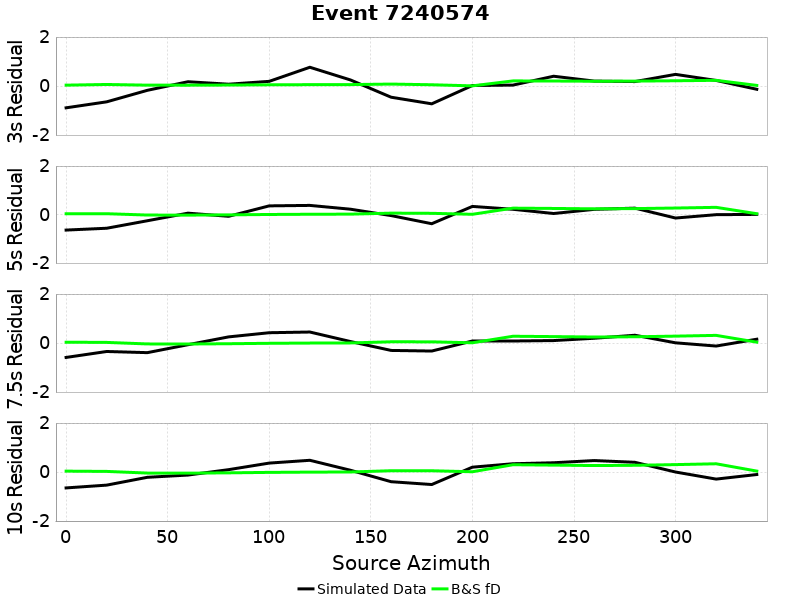 Event 7240574
3s Residual
2
0
-2
5s Residual
2
0
-2
7.5s Residual
2
0
-2
10s Residual
2
0
-2
0 50 100 150 200 250 300
Source Azimuth
Simulated Data B&S fD